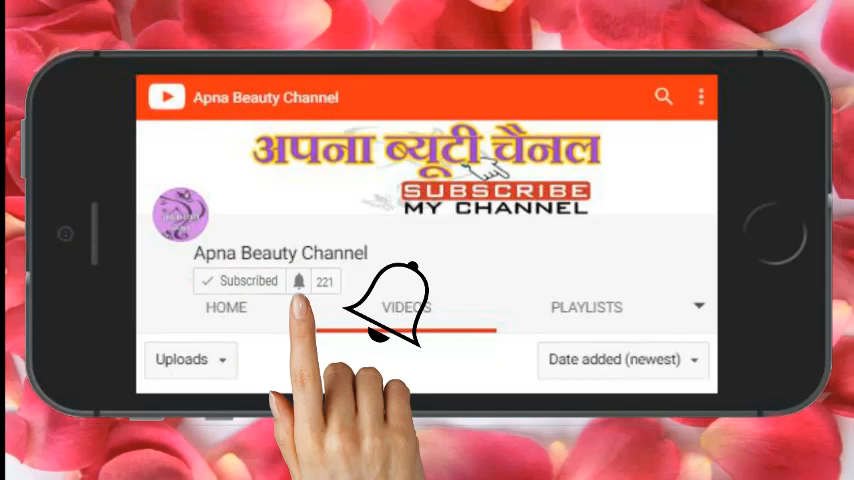 Apna Beauty Channel
अपना ब्यूटी चैनल
SUBSCRIBE
MY CHANNEL
Apna Beauty Channel
Subscribed 221
HOME VIDEOS PLAYLISTS
Uploads Date added (newest)